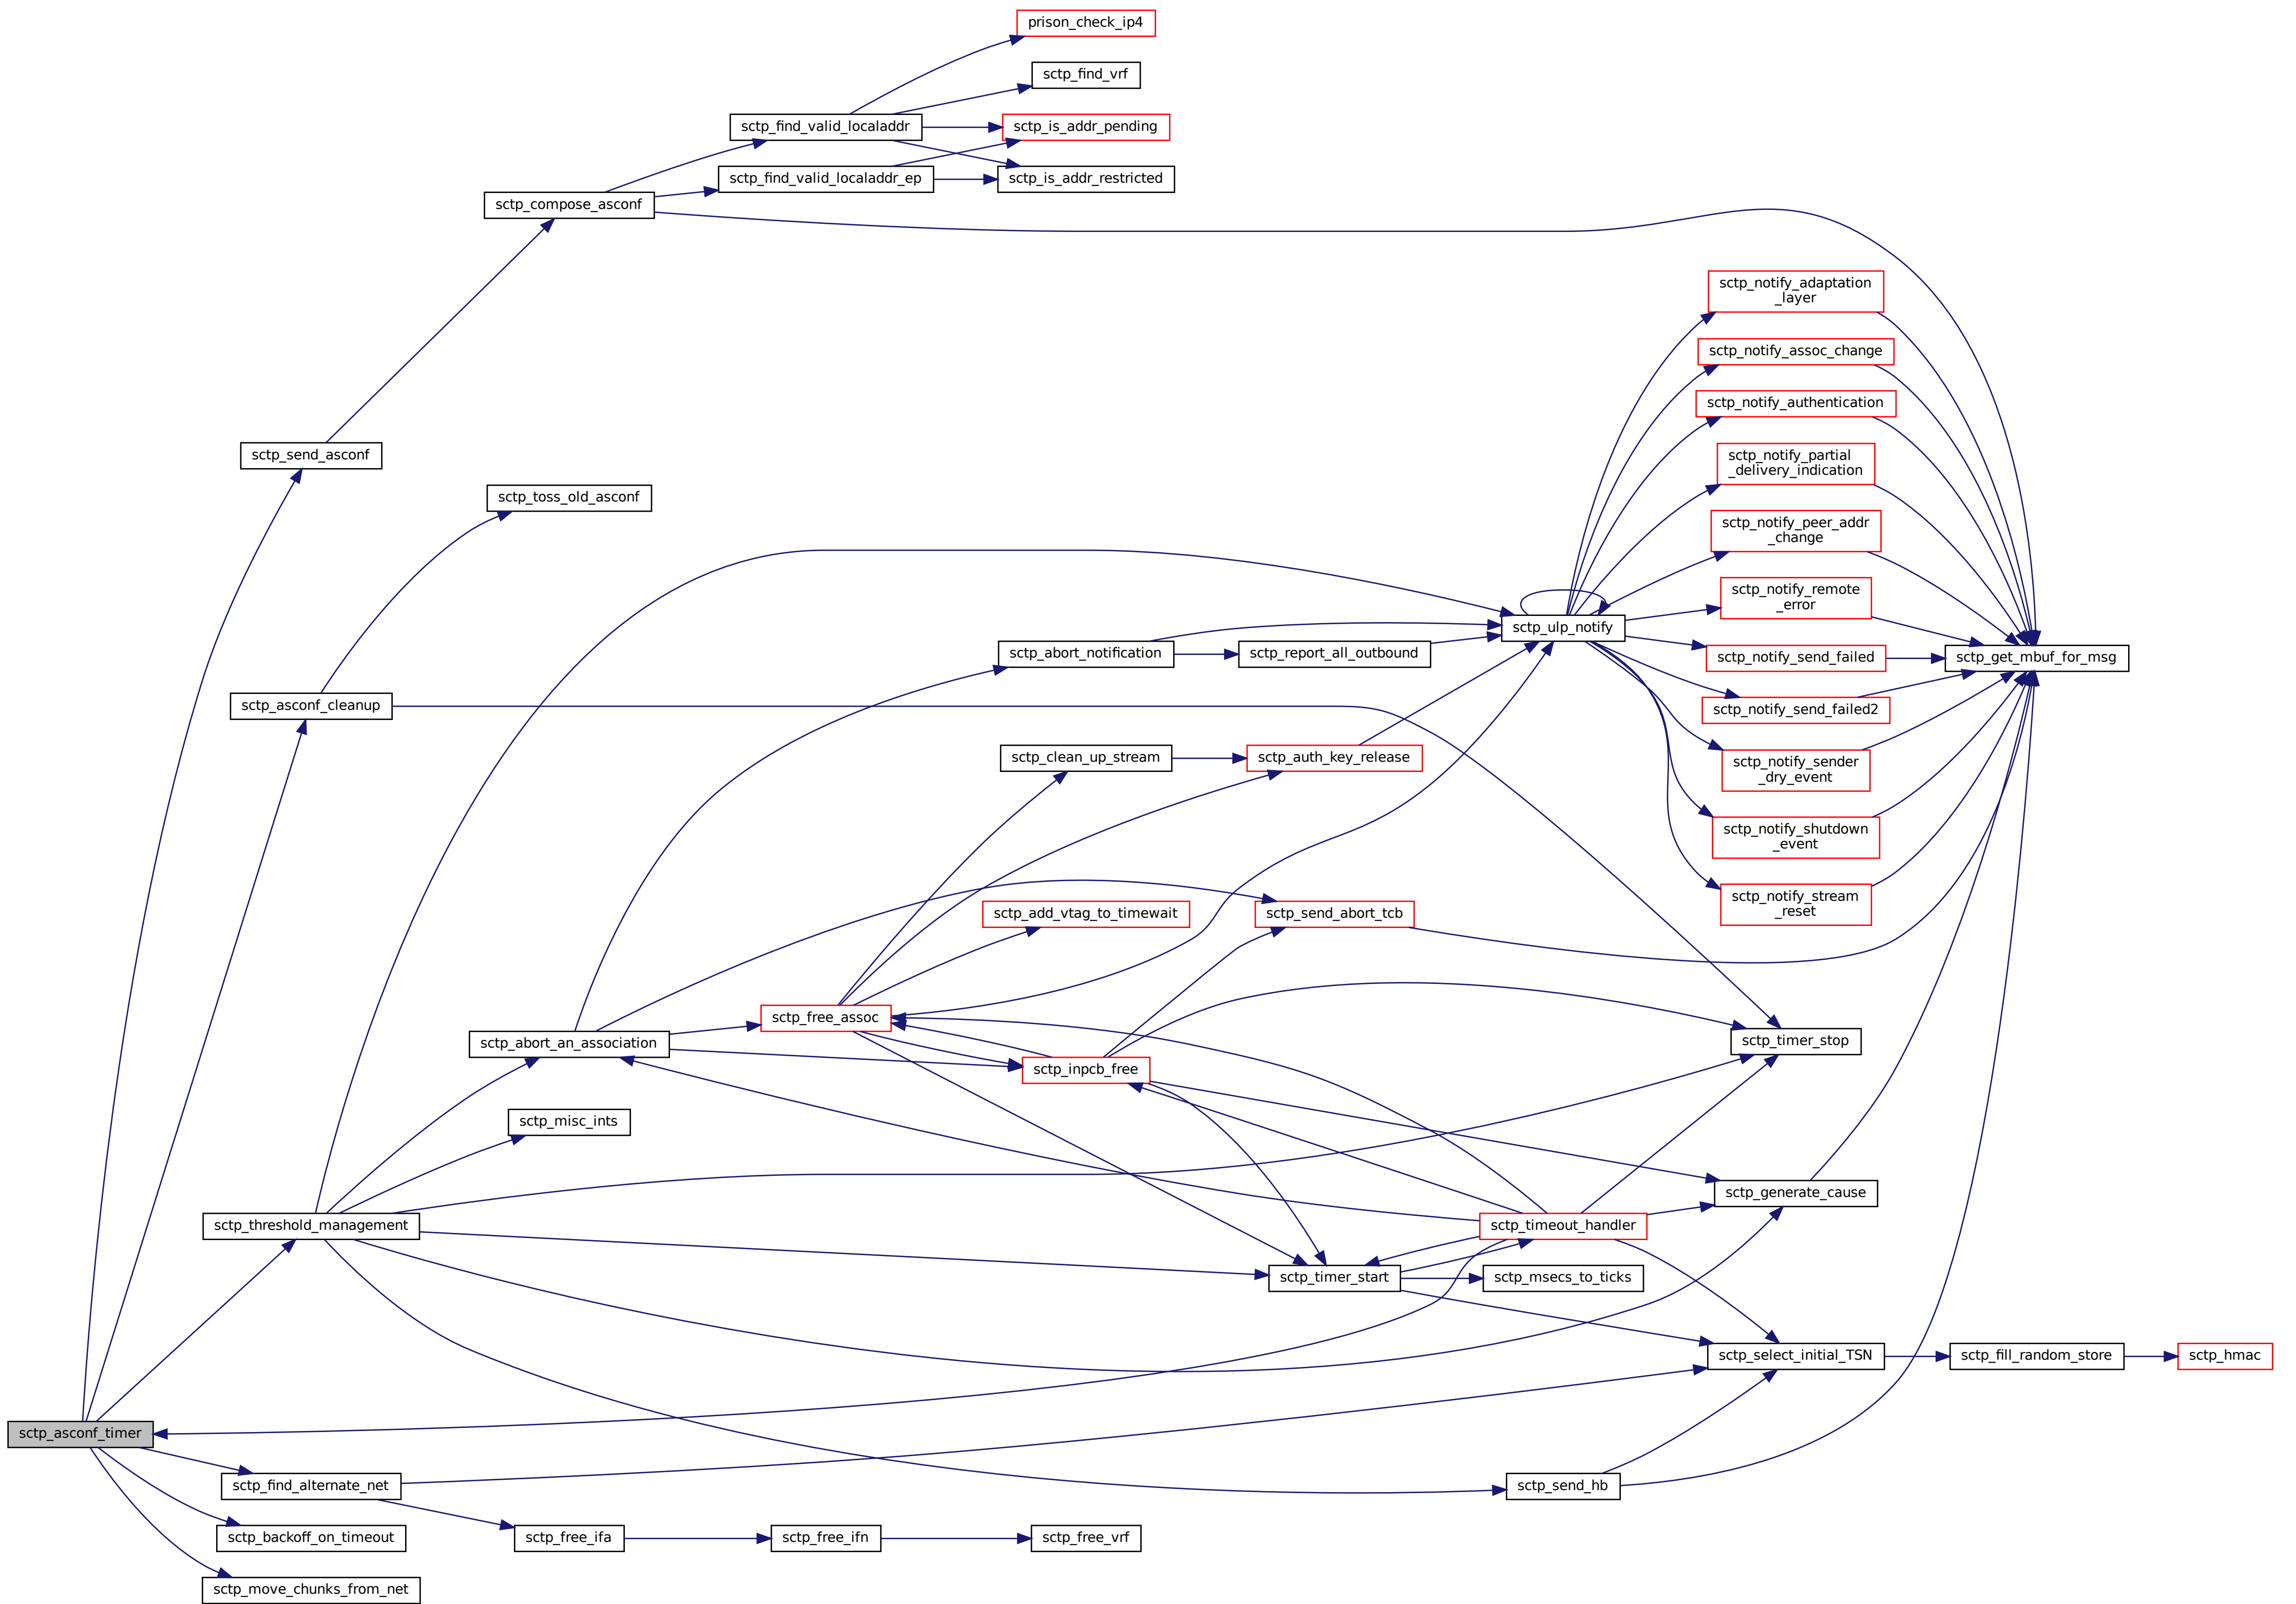 prison_check_ip4
sctp_find_vrf
sctp_find_valid_localaddr
sctp_is_addr_pending
sctp_find_valid_localaddr_ep
sctp_is_addr_restricted
sctp_compose_asconf
sctp_notify_adaptation
_layer
sctp_notify_assoc_change
sctp_notify_authentication
sctp_send_asconf
sctp_notify_partial
_delivery_indication
sctp_toss_old_asconf
sctp_notify_peer_addr
_change
sctp_notify_remote
_error
sctp_ulp_notify
sctp_abort_notification
sctp_report_all_outbound
sctp_notify_send_failed
sctp_get_mbuf_for_msg
sctp_asconf_cleanup
sctp_notify_send_failed2
sctp_clean_up_stream
sctp_auth_key_release
sctp_notify_sender
_dry_event
sctp_notify_shutdown
_event
sctp_notify_stream
_reset
sctp_add_vtag_to_timewait
sctp_send_abort_tcb
sctp_free_assoc
sctp_abort_an_association
sctp_timer_stop
sctp_inpcb_free
sctp_misc_ints
sctp_generate_cause
sctp_threshold_management
sctp_timeout_handler
sctp_timer_start
sctp_msecs_to_ticks
sctp_select_initial_TSN
sctp_fill_random_store
sctp_hmac
sctp_asconf_timer
sctp_find_alternate_net
sctp_send_hb
sctp_backoff_on_timeout
sctp_free_ifa
sctp_free_ifn
sctp_free_vrf
sctp_move_chunks_from_net